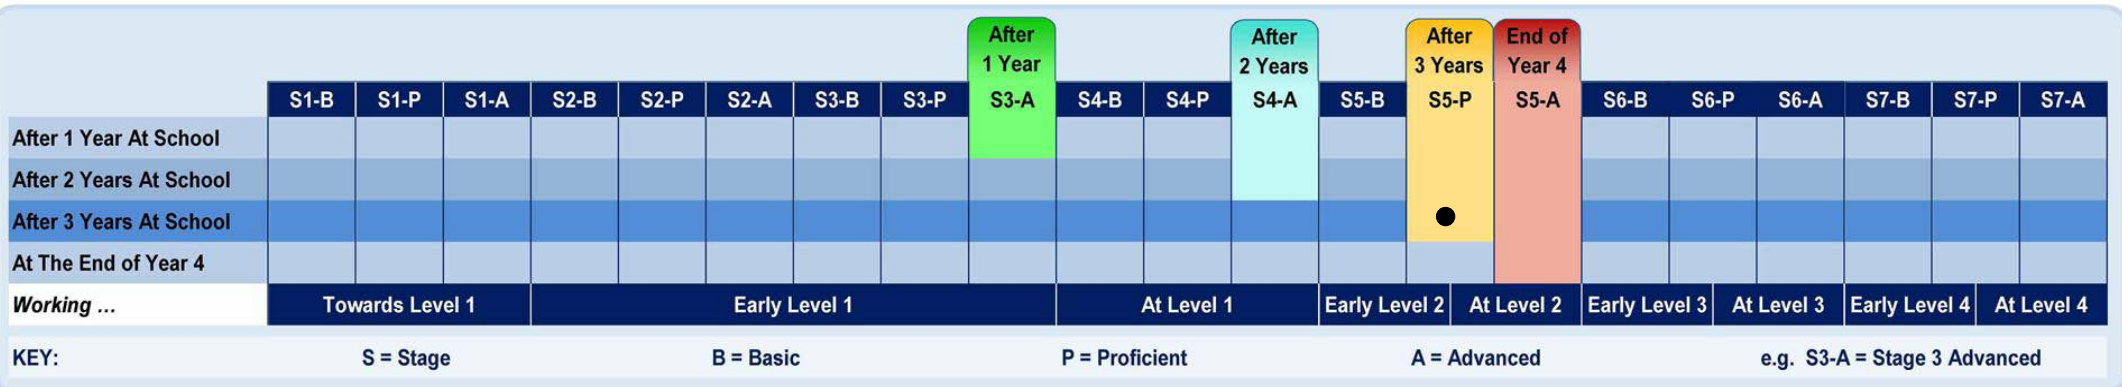 After
1 Year
After
2 Years
After
3 Years
End of
Year 4
S1-B S1-P S1-A S2-B S2-P S2-A S3-B S3-P S3-A S4-B S4-P S4-A S5-B S5-P S5-A S6-B S6-P S6-A S7-B S7-P S7-A
After 1 Year At School
After 2 Years At School
After 3 Years At School
At The End of Year 4
Working ... Towards Level 1 Early Level 1 At Level 1 Early Level 2 At Level 2 Early Level 3 At Level 3 Early Level 4 At Level 4
KEY: S = Stage B = Basic P = Proficient A = Advanced e.g. S3-A = Stage 3 Advanced